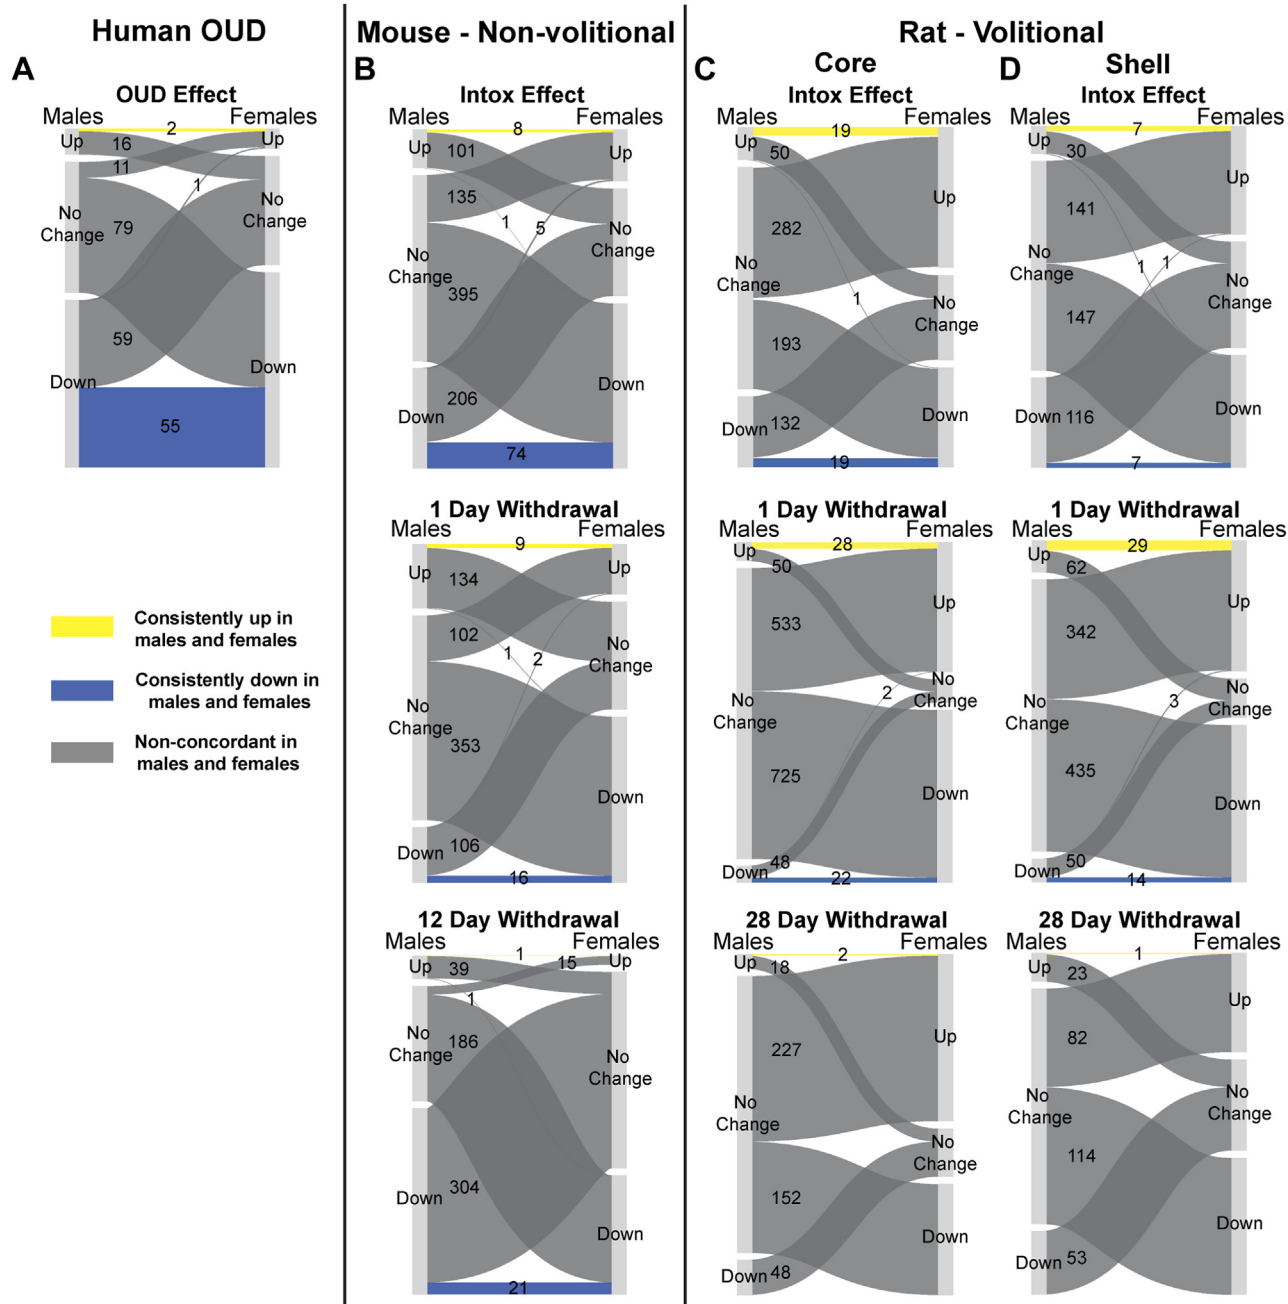 Human OUD
Mouse - Non-volitional
Rat - Volitional
A
OUD Effect
Males
Females
2
Up
Up
16
11
1
No
Change
79
No
Change
59
Down
Down
55
Consistently up in
males and females
Consistently down in
males and females
Non-concordant in
males and females
B
Intox Effect
Males
Females
8
Up
101
Up
135
1
5
No
Change
No
Change
395
Down
206
Down
74
1 Day Withdrawal
Males
Females
9
Up
134
Up
102
1
2
No
Change
No
Change
353
Down
Down
106
16
12 Day Withdrawal
Males
Females
1
15
Up
Up
39
1
No
Change
186
No
Change
Down
304
Down
21
C
Core
Intox Effect
Males
Females
19
Up
50
Up
282
No
Change
1
No
Change
193
Down
132
Down
19
1 Day Withdrawal
Males
Females
28
Up
50
Up
533
2
No
Change
No
Change
725
Down
48
Down
22
28 Day Withdrawal
Males
Females
2
Up
18
Up
227
No
Change
No
Change
152
Down
Down
48
D
Shell
Intox Effect
Males
Females
7
Up
30
Up
141
1
1
No
Change
No
Change
147
Down
116
Down
7
1 Day Withdrawal
Males
Females
29
Up
62
Up
342
3
No
Change
No
Change
435
Down
50
Down
14
28 Day Withdrawal
Males
Females
1
Up
23
Up
82
No
Change
No
Change
114
Down
Down
53